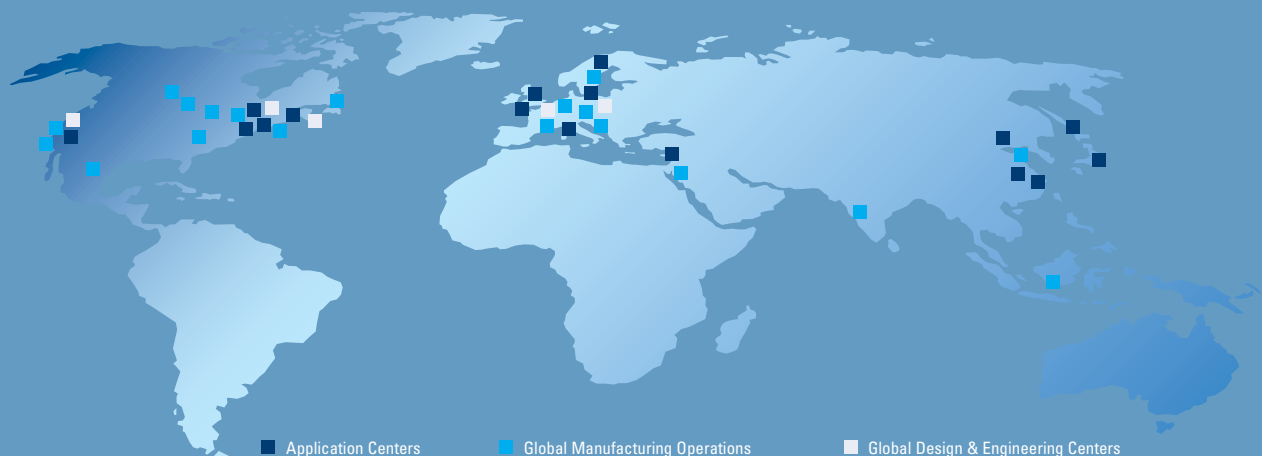 Application Centers
Global Manufacturing Operations
Global Design & Engineering Centers